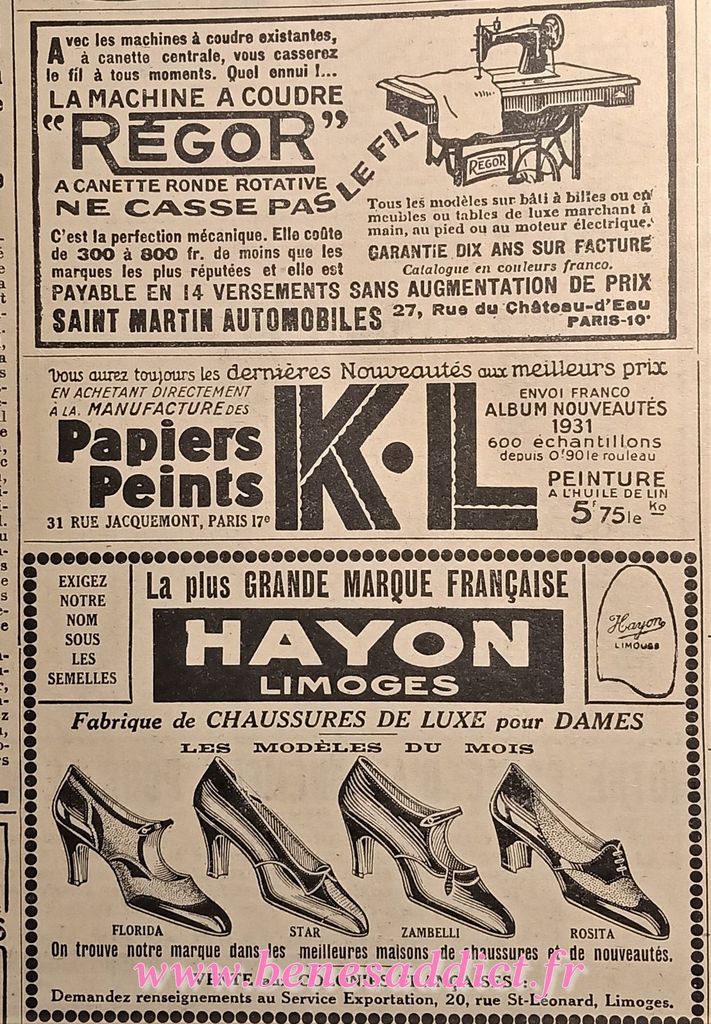 Avec les machines à coudre existantes,
à canette centrale, vous casserez
le fil à tous moments. Quel ennui !...
LA MACHINE A COUDRE
"RÉGOR"
A CANETTE RONDE ROTATIVE
NE CASSE PAS LE FIL
C'est la perfection mécanique. Elle coûte
de 300 à 800 fr. de moins que les
marques les plus réputées et elle est
REGOR
Tous les modèles sur bâti à billes ou en
meubles ou tables de luxe marchant à
main, au pied ou au moteur électrique.
GARANTIE DIX ANS SUR FACTURE
Catalogue en couleurs franco.
PAYABLE EN 14 VERSEMENTS SANS AUGMENTATION DE PRIX
SAINT MARTIN AUTOMOBILES 27, Rue du Château-d'Eau
PARIS-10e
Vous aurez toujours les dernières Nouveautés aux meilleurs prix
EN ACHETANT DIRECTEMENT
A LA MANUFACTURE DES
Papiers
Peints
31 RUE JACQUEMONT, PARIS 17e
K.L
ENVOI FRANCO
ALBUM NOUVEAUTÉS
1931
600 échantillons
depuis 0f90 le rouleau
PEINTURE
A L'HUILE DE LIN
5f75 le Ko
EXIGEZ
NOTRE
NOM
SOUS
LES
SEMELLES
La plus GRANDE MARQUE FRANÇAISE
HAYON
LIMOGES
Hayon
LIMOGES
Fabrique de CHAUSSURES DE LUXE pour DAMES
LES MODÈLES DU MOIS
FLORIDA STAR ZAMBELLI ROSITA
On trouve notre marque dans les meilleures maisons de chaussures et de nouveautés.
www.benesaddict.fr
VENTE aux COLONIES FRANÇAISES :
Demandez renseignements au Service Exportation, 20, rue St-Léonard, Limoges.